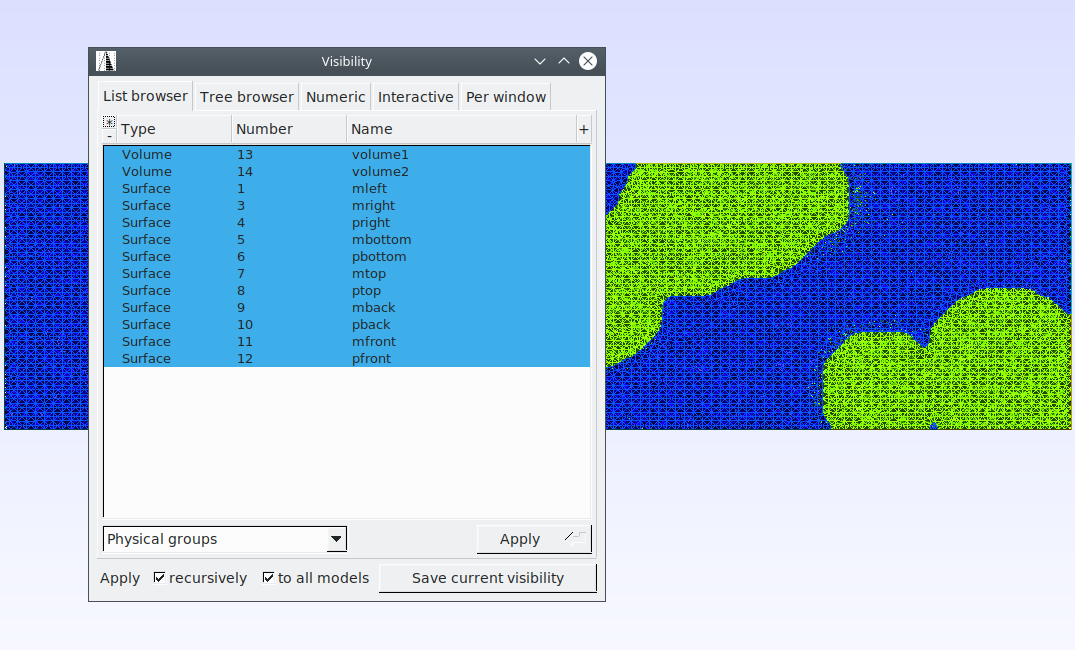 Visibility
List browser Tree browser Numeric Interactive Per window
* Type Number Name +
-
Volume 13 volume1
Volume 14 volume2
Surface 1 mleft
Surface 3 mright
Surface 4 pright
Surface 5 mbottom
Surface 6 pbottom
Surface 7 mtop
Surface 8 ptop
Surface 9 mback
Surface 10 pback
Surface 11 mfront
Surface 12 pfront
Physical groups Apply
Apply recursively to all models Save current visibility